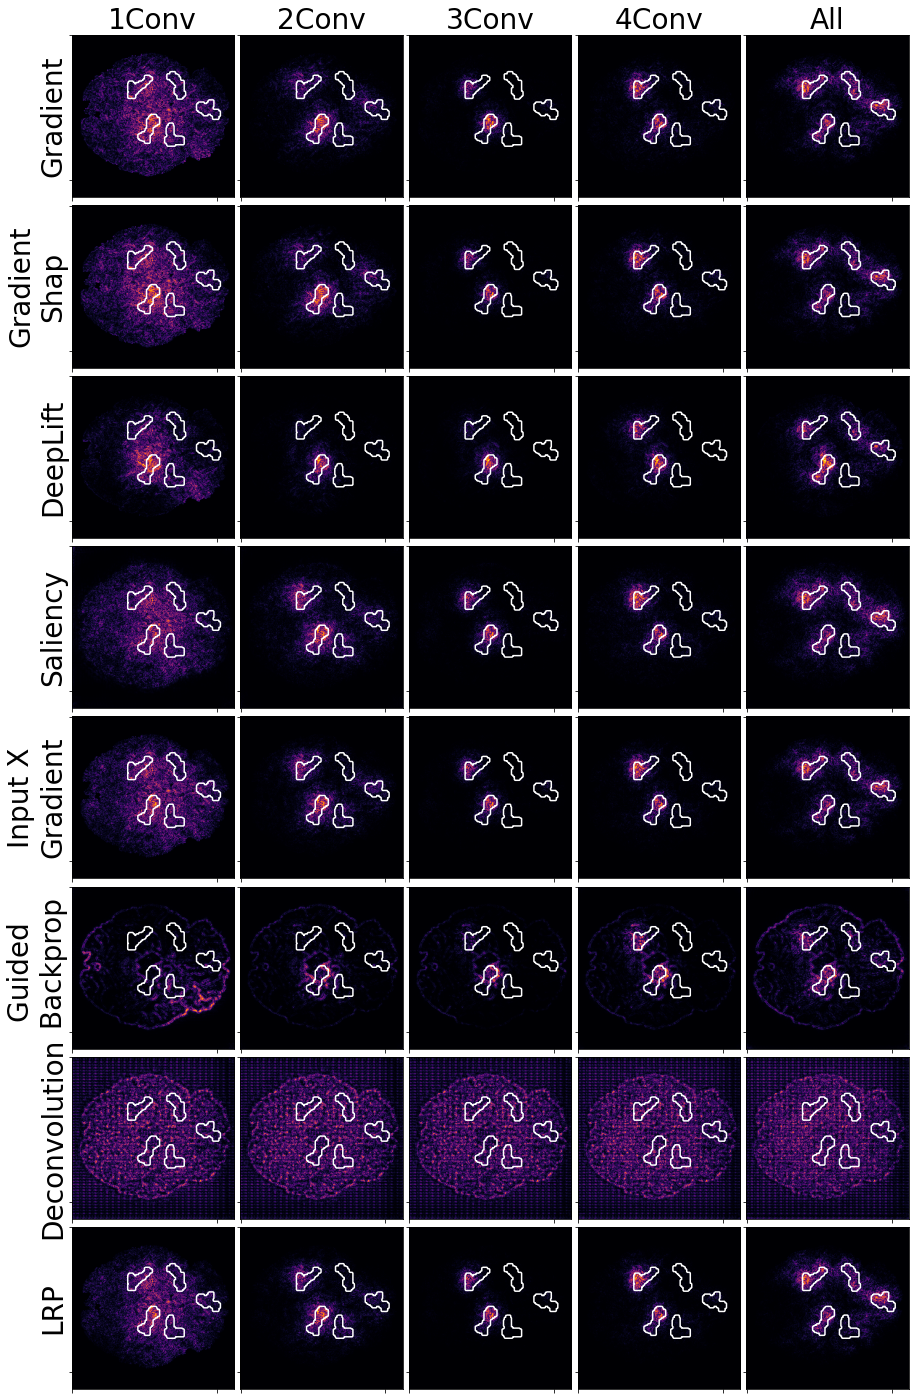 1Conv 2Conv 3Conv 4Conv All
Gradient
Gradient
Shap
DeepLift
Saliency
Input X
Gradient
Guided
Backprop
Deconvolution
LRP